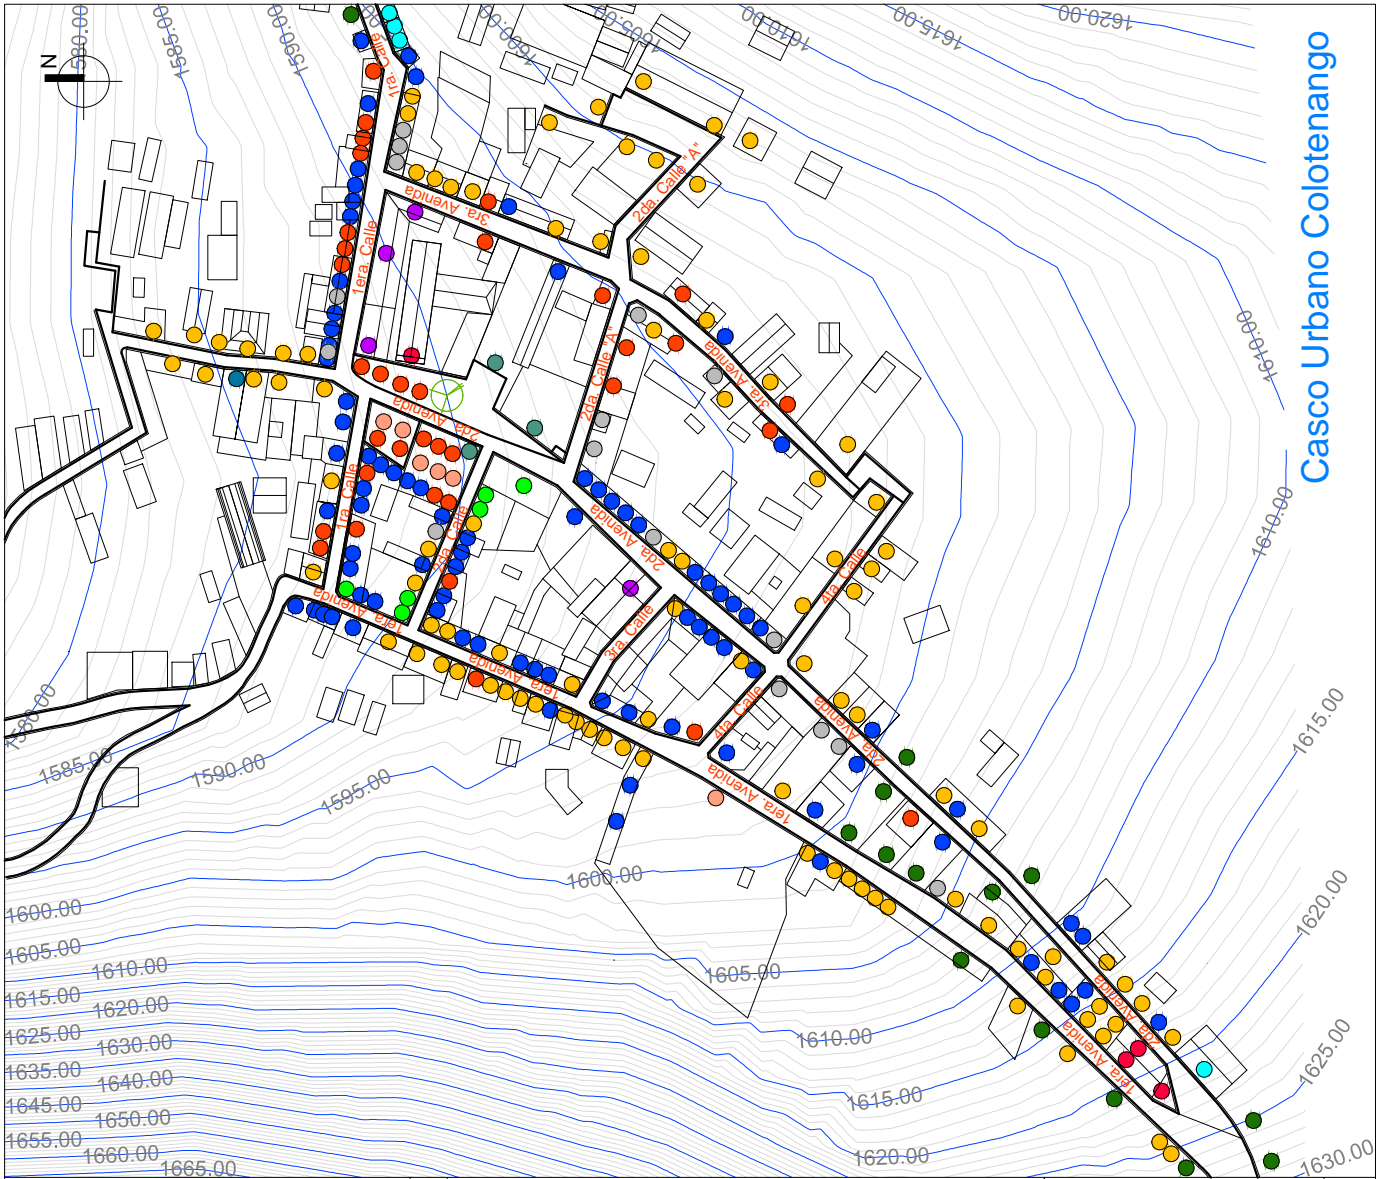 N
1580.00
1585.00
1590.00
1600.00
1605.00
1610.00
1615.00
1620.00
Casco Urbano Colotenango
1ra. Calle
3ra. Avenida
2da. Calle "A"
1era. Calle
2da. Calle "A"
3ra. Avenida
3ra. Avenida
1610.00
2da. Avenida
1ra. Calle
2da. Calle
2da. Avenida
1610.00
4ta. Calle
1era. Avenida
3ra. Calle
1era. Avenida
4ta. Calle
2da. Avenida
1580.00
1585.00
1590.00
1595.00
1era. Avenida
1615.00
1600.00
1600.00
1605.00
1610.00
1615.00
1620.00
1625.00
1630.00
1635.00
1640.00
1645.00
1650.00
1655.00
1660.00
1665.00
1605.00
1610.00
1615.00
1620.00
1620.00
2da. Avenida
1era. Avenida
1625.00
1630.00